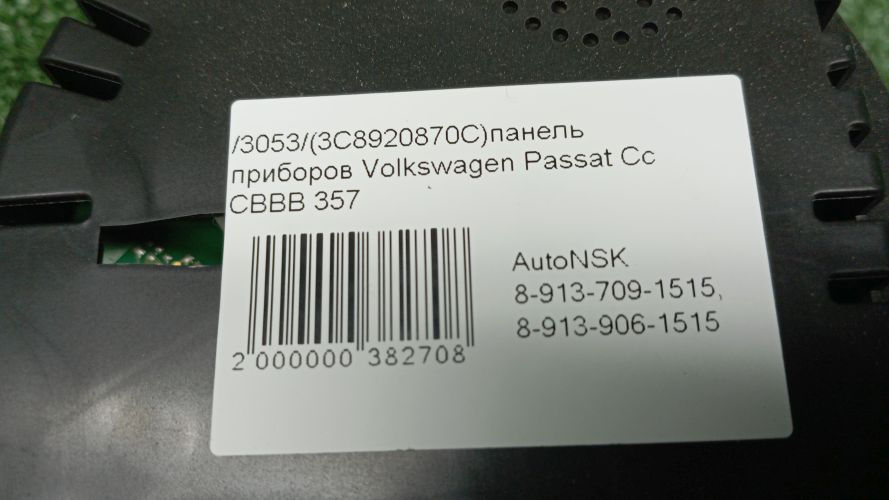 /3053/(3C8920870C)панель
приборов Volkswagen Passat Cc
CBBB 357
2 000000 382708
AutoNSK
8-913-709-1515,
8-913-906-1515